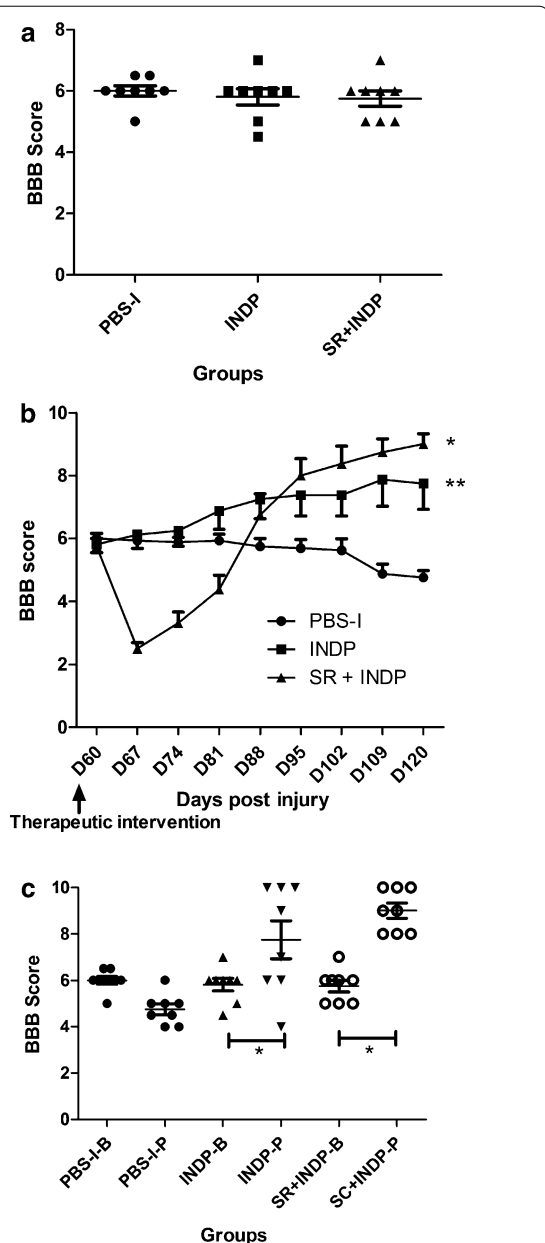 a
8
6
4
2
0
BBB Score
PBS-I
INDP
SR+INDP
Groups
b
10
8
6
4
2
0
BBB score
*
**
PBS-I
INDP
SR + INDP
D60
D67
D74
D81
D88
D95
D102
D109
D120
Days post injury
Therapeutic intervention
c
10
8
6
4
2
0
BBB Score
*
*
PBS-I-B
PBS-I-P
INDP-B
INDP-P
SR+INDP-B
SC+INDP-P
Groups